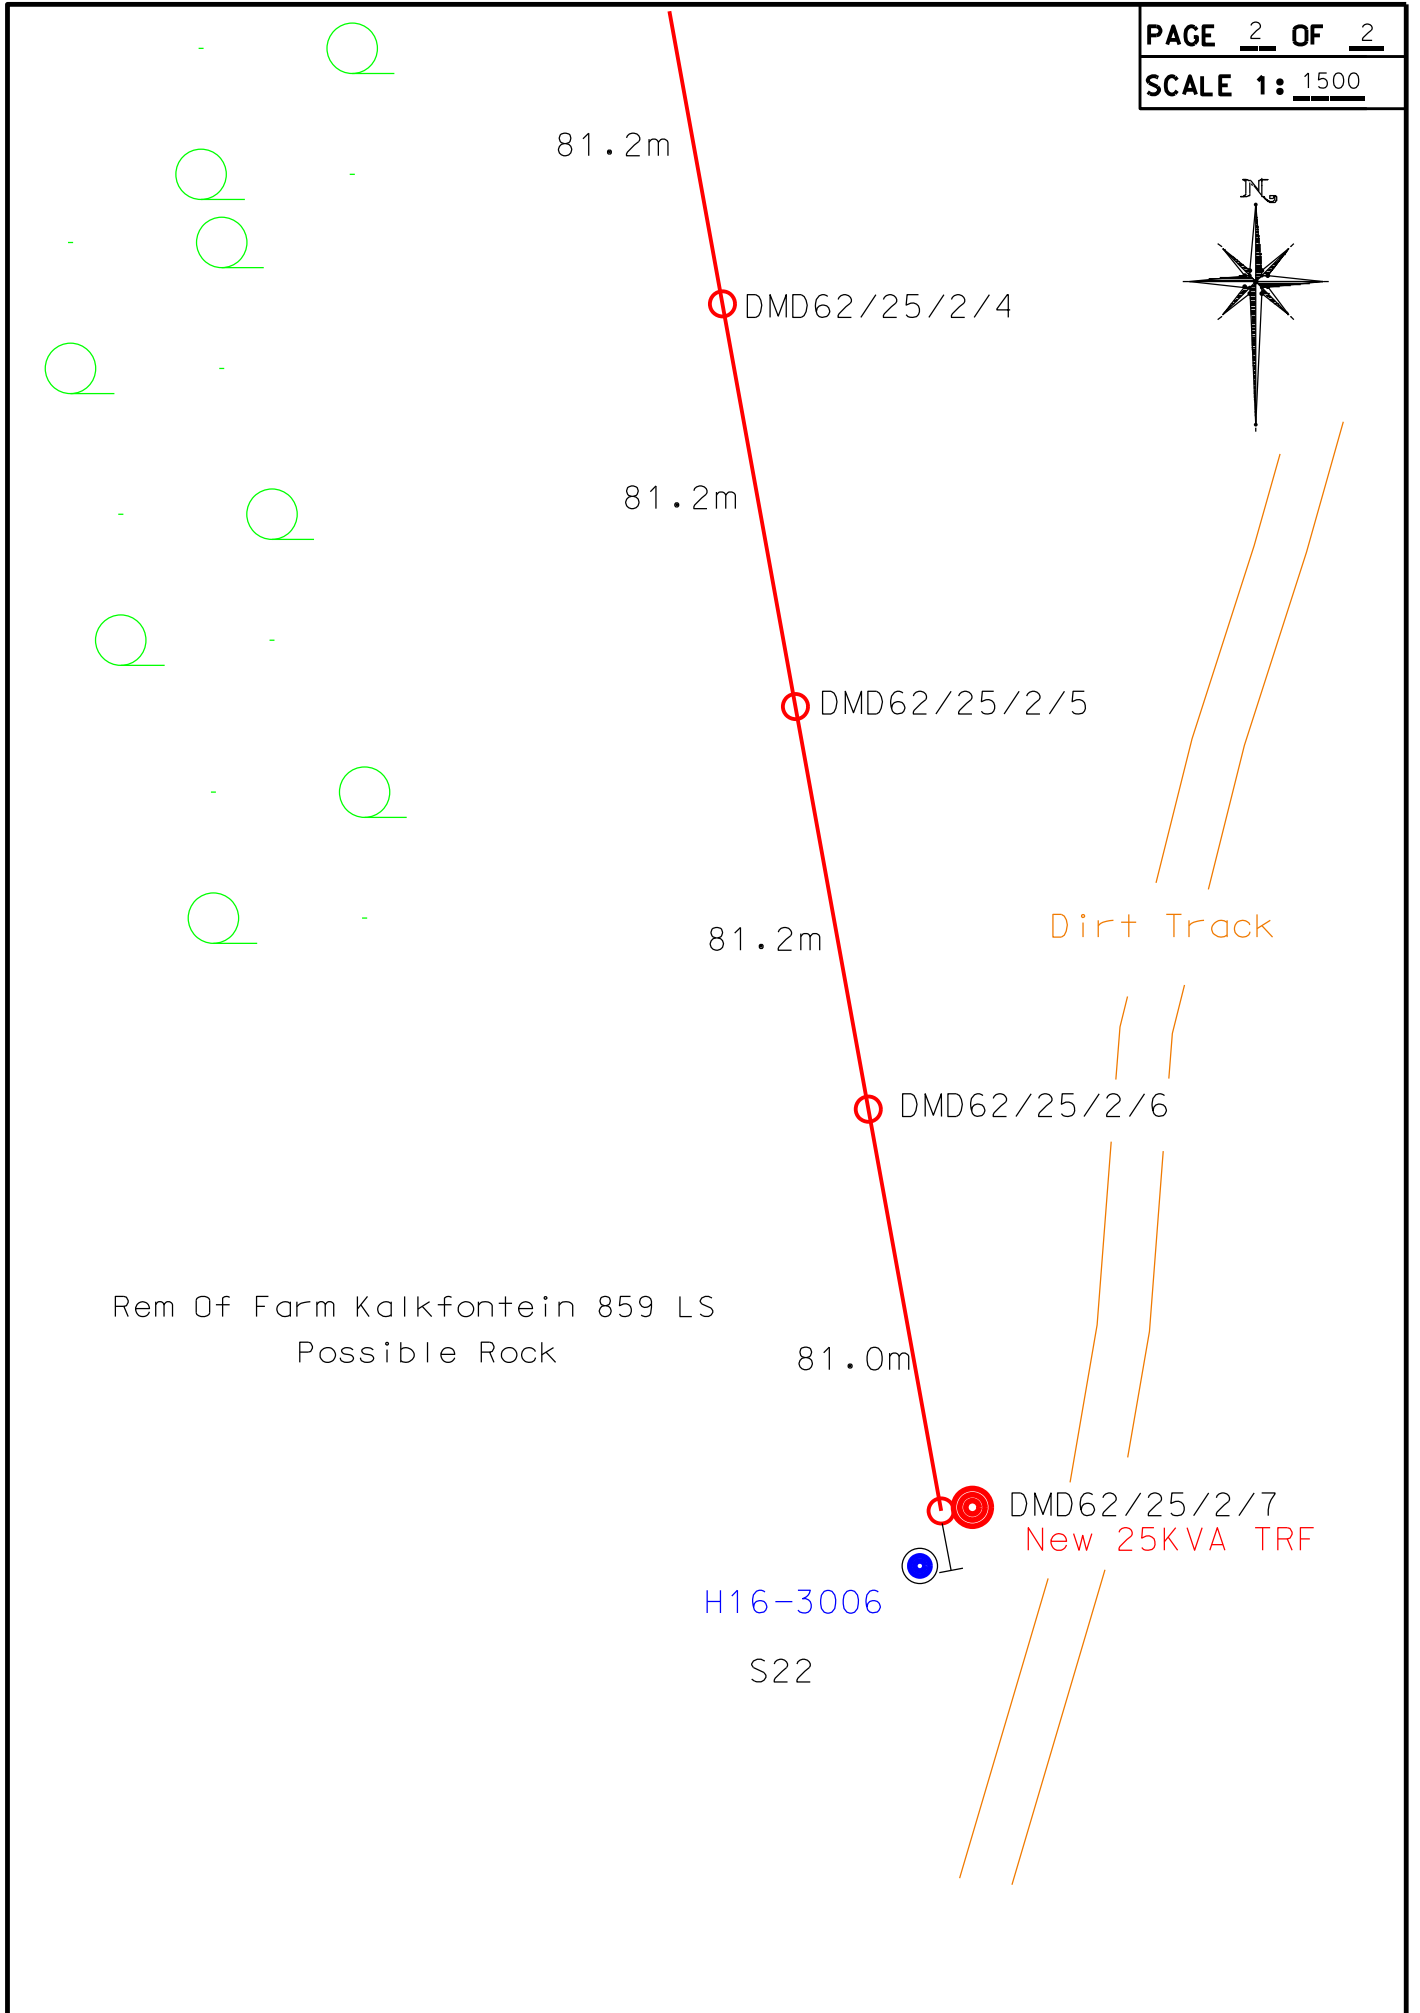 PAGE 2 OF 2
SCALE 1: 1500
81.2m
N
DMD62/25/2/4
81.2m
DMD62/25/2/5
Dirt Track
81.2m
DMD62/25/2/6
Rem Of Farm Kalkfontein 859 LS
Possible Rock
81.0m
DMD62/25/2/7
New 25KVA TRF
H16-3006
S22